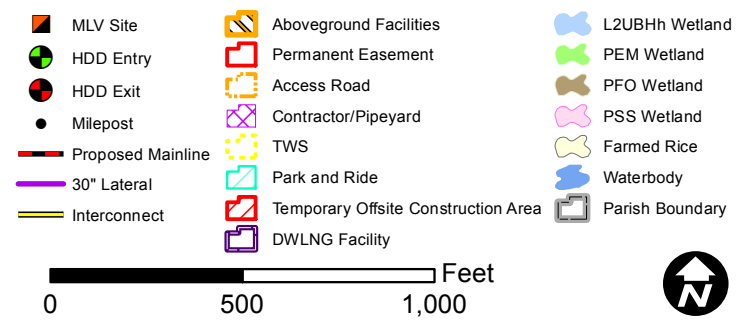 MLV Site
HDD Entry
HDD Exit
Milepost
Proposed Mainline
30" Lateral
Interconnect
Aboveground Facilities
Permanent Easement
Access Road
Contractor/Pipeyard
TWS
Park and Ride
Temporary Offsite Construction Area
DWLNG Facility
L2UBHh Wetland
PEM Wetland
PFO Wetland
PSS Wetland
Farmed Rice
Waterbody
Parish Boundary
Feet
0 500 1,000
N